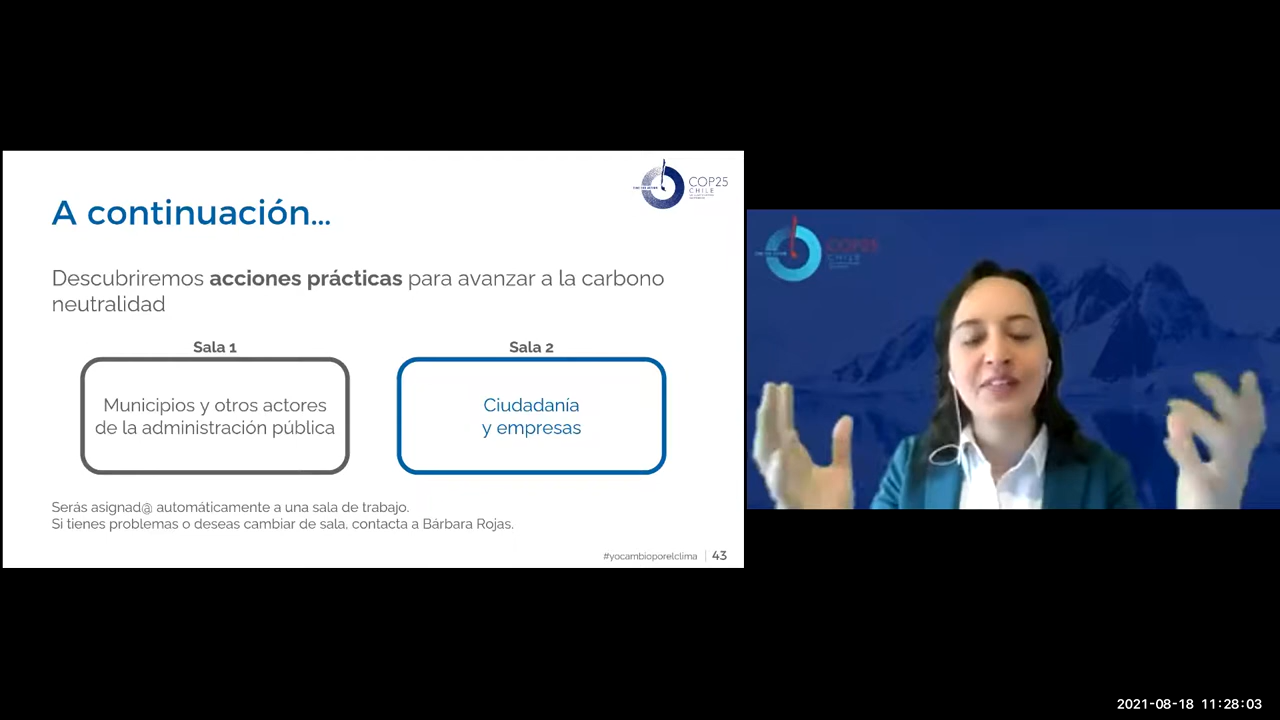 COP25
CHILE
A continuación...
Descubriremos acciones prácticas para avanzar a la carbono
neutralidad
Sala 1
Municipios y otros actores
de la administración pública
Sala 2
Ciudadanía
y empresas
Serás asignad@ automáticamente a una sala de trabajo.
Si tienes problemas o deseas cambiar de sala, contacta a Bárbara Rojas.
#yocambioporelclima
43
COP25
CHILE
2021-08-18 11:28:03